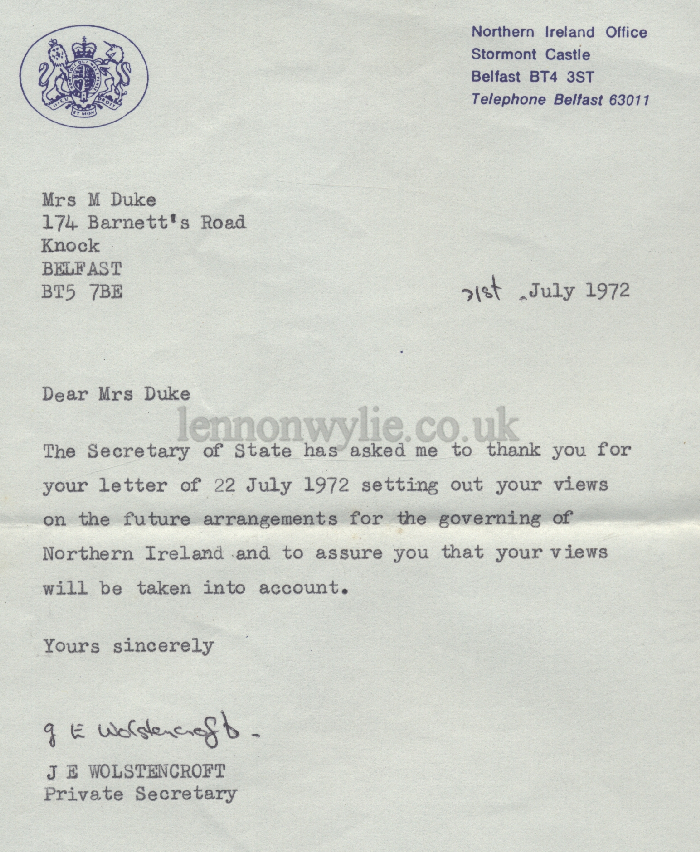 Northern Ireland Office
Stormont Castle
Belfast BT4 3ST
Telephone Belfast 63011
Mrs M Duke
174 Barnett's Road
Knock
BELFAST
BT5 7BE
31st July 1972
Dear Mrs Duke
lennonwylie.co.uk
The Secretary of State has asked me to thank you for
your letter of 22 July 1972 setting out your views
on the future arrangements for the governing of
Northern Ireland and to assure you that your views
will be taken into account.
Yours sincerely
J E Wolstencroft
J E WOLSTENCROFT
Private Secretary